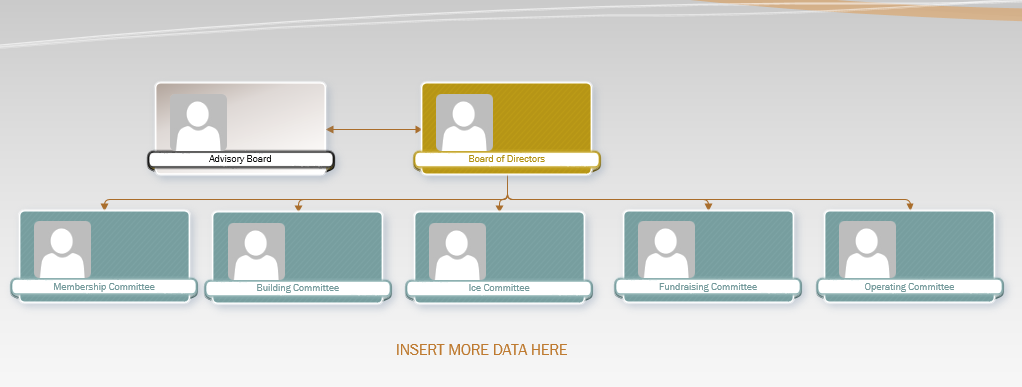 Advisory Board
Board of Directors
Membership Committee
Building Committee
Ice Committee
Fundraising Committee
Operating Committee
INSERT MORE DATA HERE